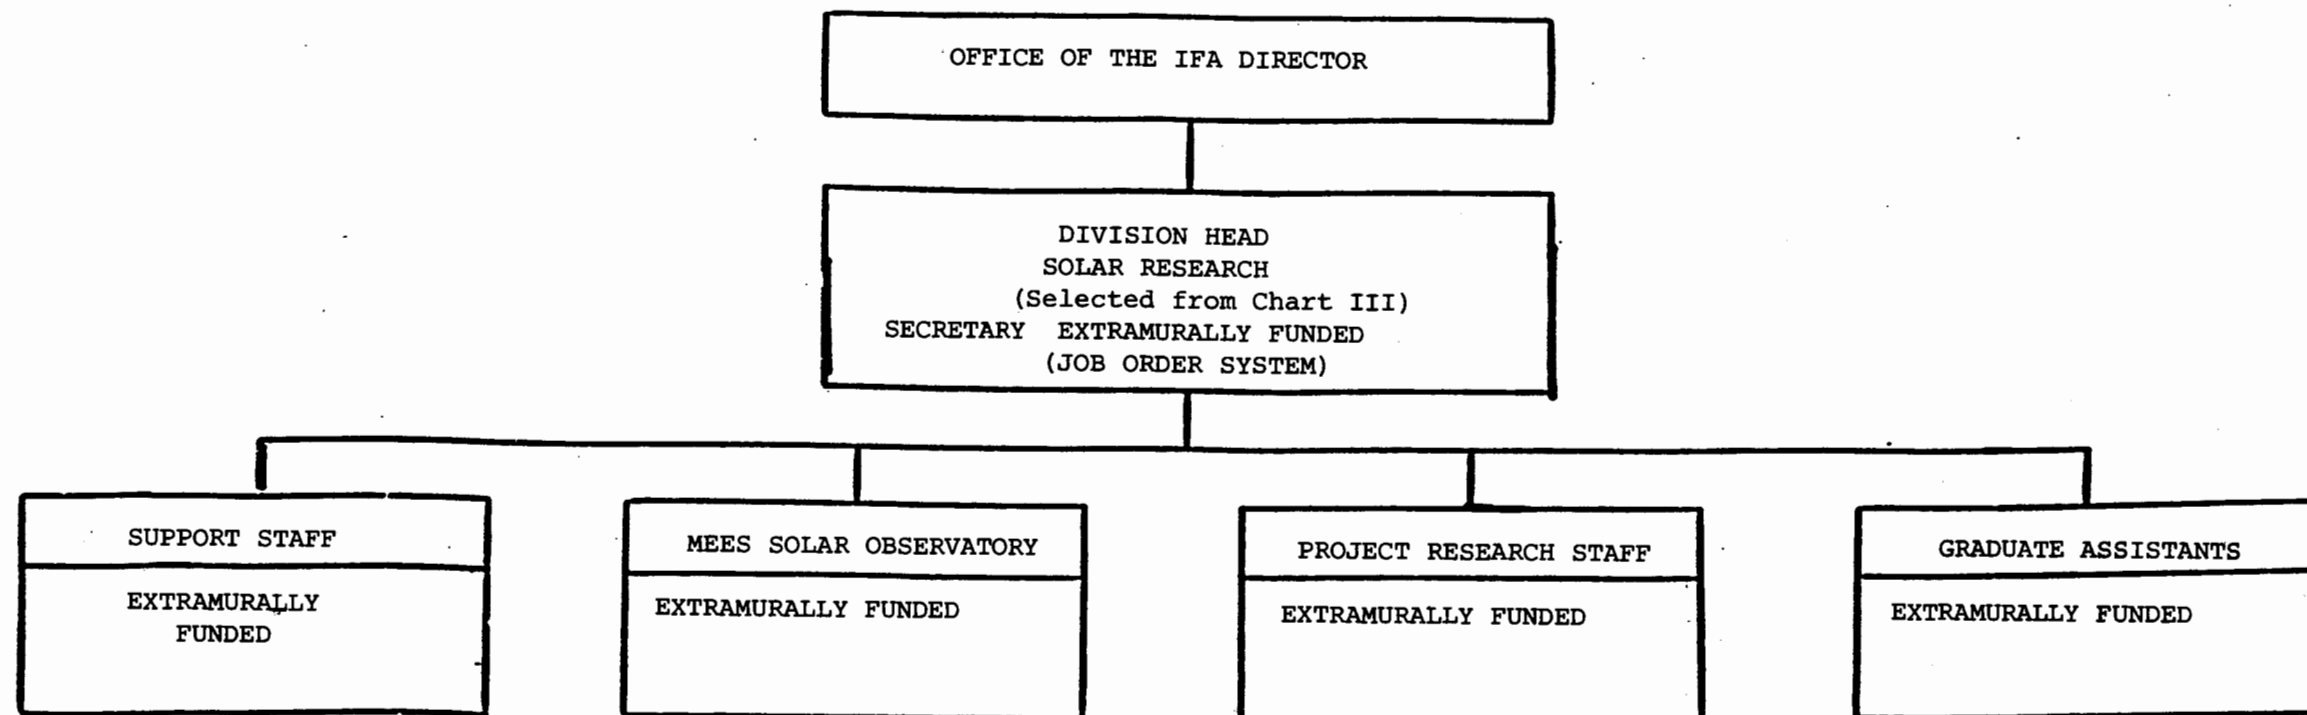 OFFICE OF THE IFA DIRECTOR
DIVISION HEAD
SOLAR RESEARCH
(Selected from Chart III)
SECRETARY EXTRAMURALLY FUNDED
(JOB ORDER SYSTEM)
SUPPORT STAFF
EXTRAMURALLY
FUNDED
MEES SOLAR OBSERVATORY
EXTRAMURALLY FUNDED
PROJECT RESEARCH STAFF
EXTRAMURALLY FUNDED
GRADUATE ASSISTANTS
EXTRAMURALLY FUNDED